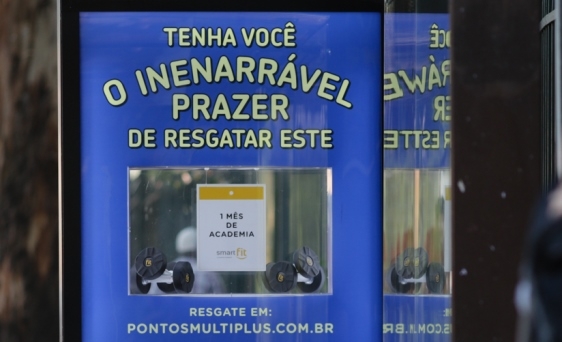 TENHA VOCÊ
O INENARRÁVEL
PRAZER
DE RESGATAR ESTE
1 MÊS
DE
ACADEMIA
smart fit
RESGATE EM:
PONTOSMULTIPLUS.COM.BR